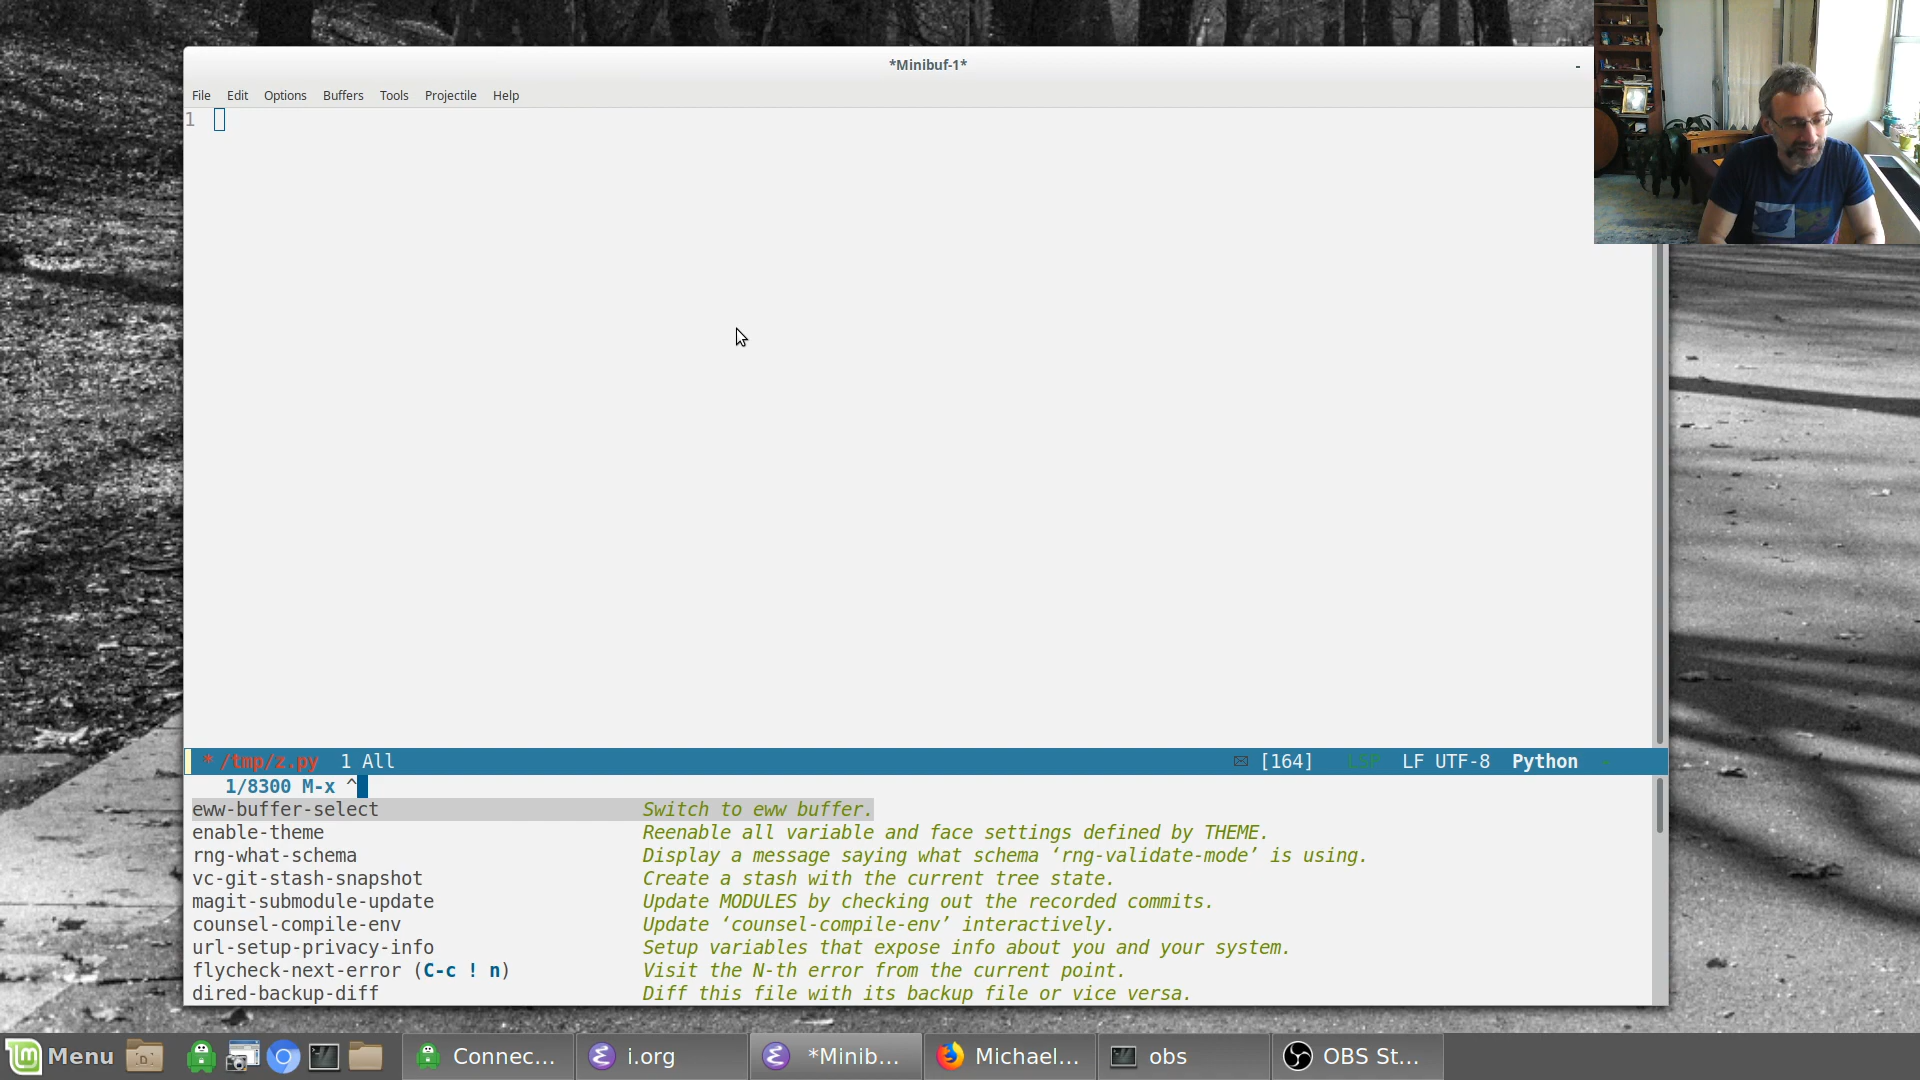 *Minibuf-1*
-
File Edit Options Buffers Tools Projectile Help
1
* /tmp/z.py 1 All [164] LSP LF UTF-8 Python
1/8300 M-x ^
eww-buffer-select Switch to eww buffer.
enable-theme Reenable all variable and face settings defined by THEME.
rng-what-schema Display a message saying what schema ‘rng-validate-mode’ is using.
vc-git-stash-snapshot Create a stash with the current tree state.
magit-submodule-update Update MODULES by checking out the recorded commits.
counsel-compile-env Update ‘counsel-compile-env’ interactively.
url-setup-privacy-info Setup variables that expose info about you and your system.
flycheck-next-error (C-c ! n) Visit the N-th error from the current point.
dired-backup-diff Diff this file with its backup file or vice versa.
Menu Connec... i.org *Minib... Michael... obs OBS St...